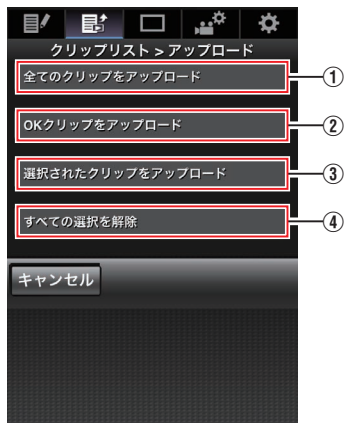 クリップリスト > アップロード
全てのクリップをアップロード
①
OKクリップをアップロード
②
選択されたクリップをアップロード
③
すべての選択を解除
④
キャンセル